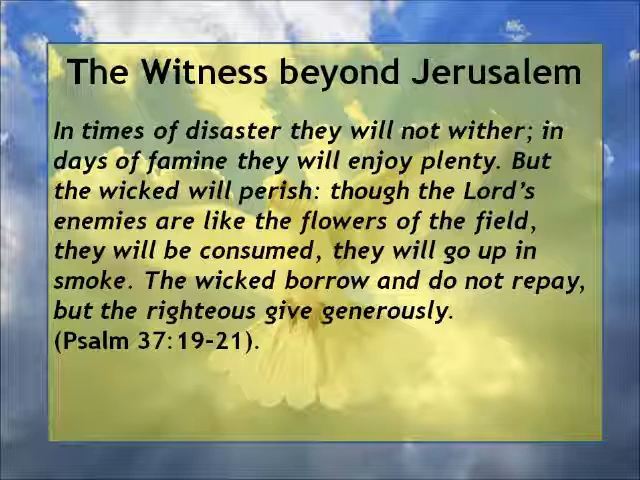 The Witness beyond Jerusalem
In times of disaster they will not wither; in
days of famine they will enjoy plenty. But
the wicked will perish: though the Lord's
enemies are like the flowers of the field,
they will be consumed, they will go up in
smoke. The wicked borrow and do not repay,
but the righteous give generously.
(Psalm 37:19-21).